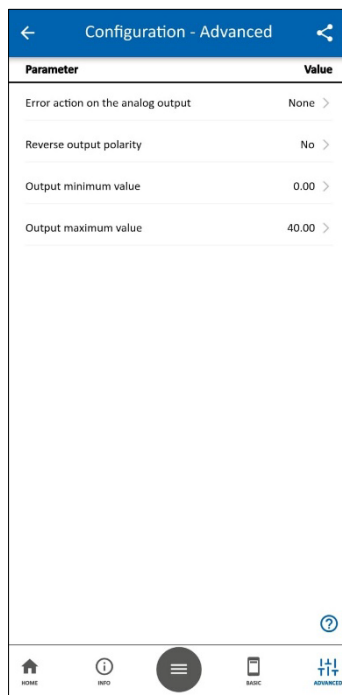 Configuration - Advanced
Parameter Value
Error action on the analog output None
Reverse output polarity No
Output minimum value 0.00
Output maximum value 40.00
HOME INFO BASIC ADVANCED